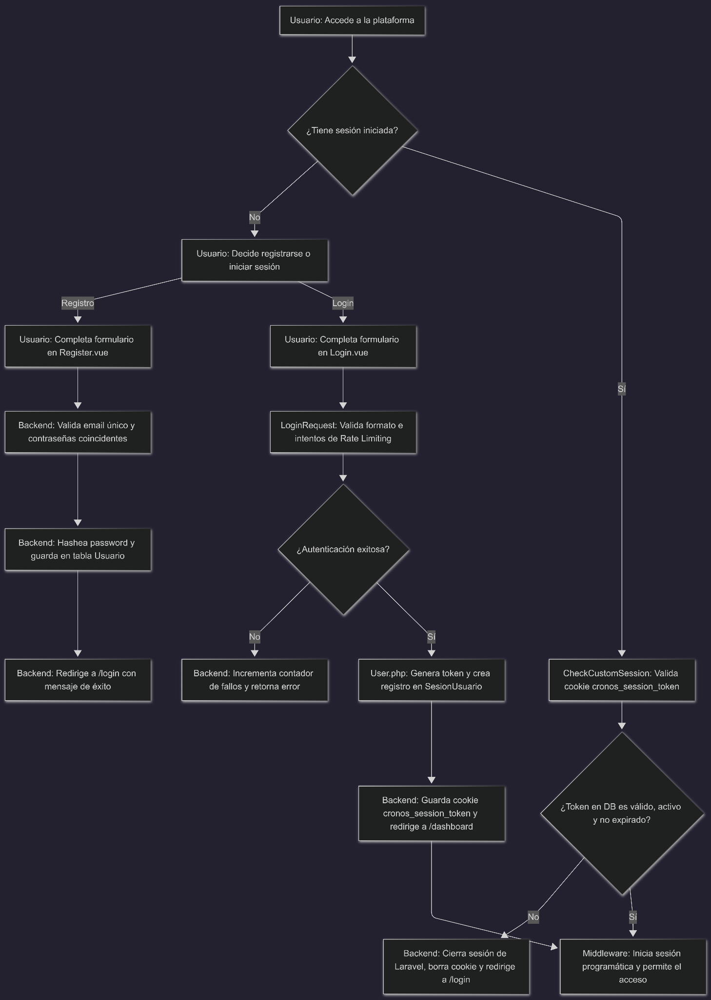 Usuario: Accede a la plataforma
¿Tiene sesión iniciada?
No
Usuario: Decide registrarse o
iniciar sesión
Registro
Login
Usuario: Completa formulario
en Register.vue
Usuario: Completa formulario
en Login.vue
Sí
Backend: Valida email único y
contraseñas coincidentes
LoginRequest: Valida formato e
intentos de Rate Limiting
Backend: Hashea password y
guarda en tabla Usuario
¿Autenticación exitosa?
No
Sí
Backend: Redirige a /login con
mensaje de éxito
Backend: Incrementa contador
de fallos y retorna error
User.php: Genera token y crea
registro en SesionUsuario
CheckCustomSession: Valida
cookie cronos_session_token
Backend: Guarda cookie
cronos_session_token y
redirige a /dashboard
¿Token en DB es válido, activo
y no expirado?
No
Sí
Backend: Cierra sesión de
Laravel, borra cookie y redirige
a /login
Middleware: Inicia sesión
programática y permite el
acceso